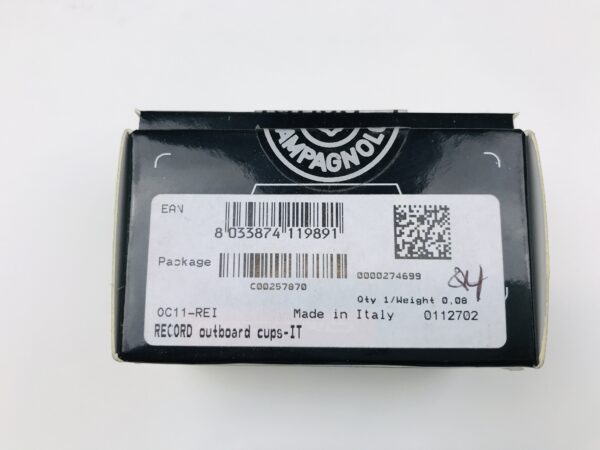 CAMPAGNOLO
EAN
8 033874 119891
Package
C00257870
0000274699
Qty 1/Weight 0,08
84
OC11-REI Made in Italy 0112702
RECORD outboard cups-IT